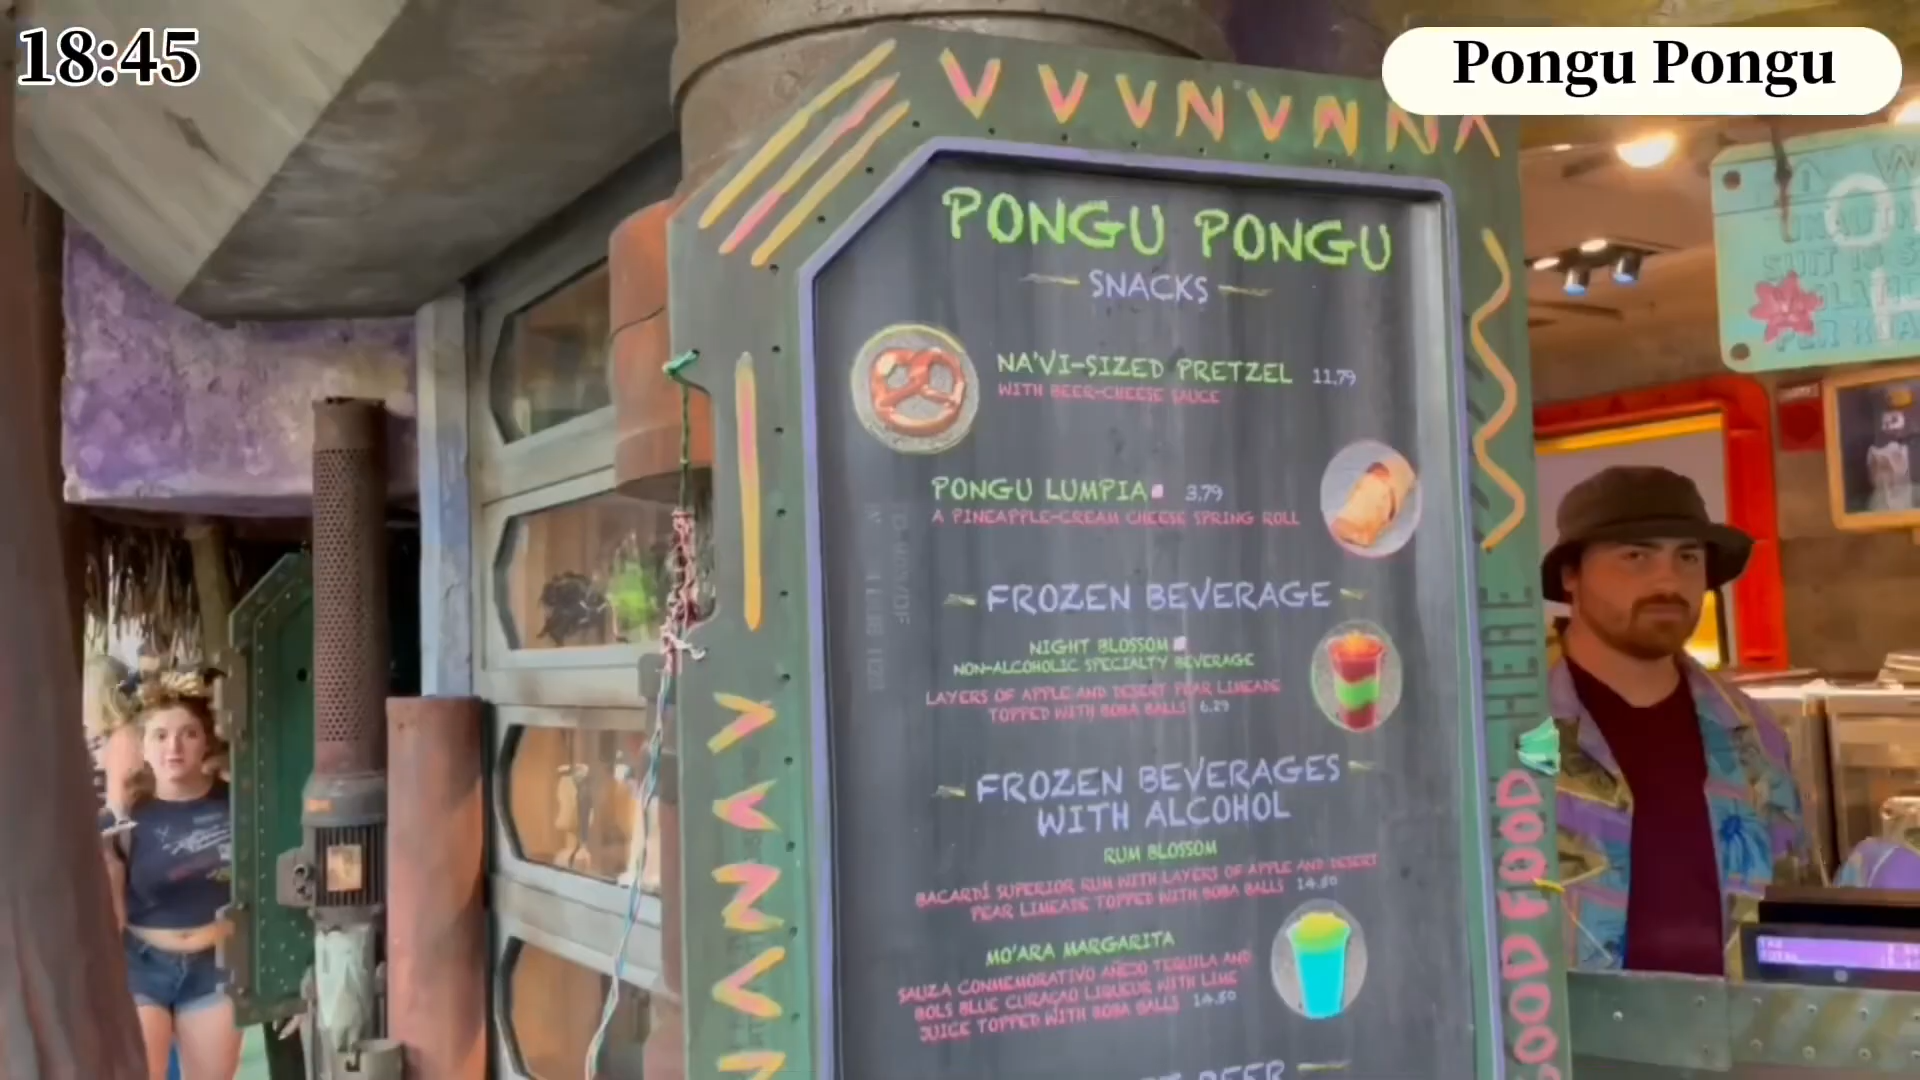 18:45
Pongu Pongu
PONGU PONGU
SNACKS
NA'VI-SIZED PRETZEL 11.79
WITH BEER-CHEESE SAUCE
PONGU LUMPIA 3.79
A PINEAPPLE-CREAM CHEESE SPRING ROLL
FROZEN BEVERAGE
NIGHT BLOSSOM
NON-ALCOHOLIC SPECIALTY BEVERAGE
LAYERS OF APPLE AND DESERT PEAR LIMEADE
TOPPED WITH BOBA BALLS 6.29
FROZEN BEVERAGES
WITH ALCOHOL
RUM BLOSSOM
BACARDÍ SUPERIOR RUM WITH LAYERS OF APPLE AND DESERT
PEAR LIMEADE TOPPED WITH BOBA BALLS 14.50
MO'ARA MARGARITA
SAUZA CONMEMORATIVO AÑEJO TEQUILA AND
BOLS BLUE CURAÇAO LIQUEUR WITH LIME
JUICE TOPPED WITH BOBA BALLS 14.50
BEER
GOOD FOOD HERE